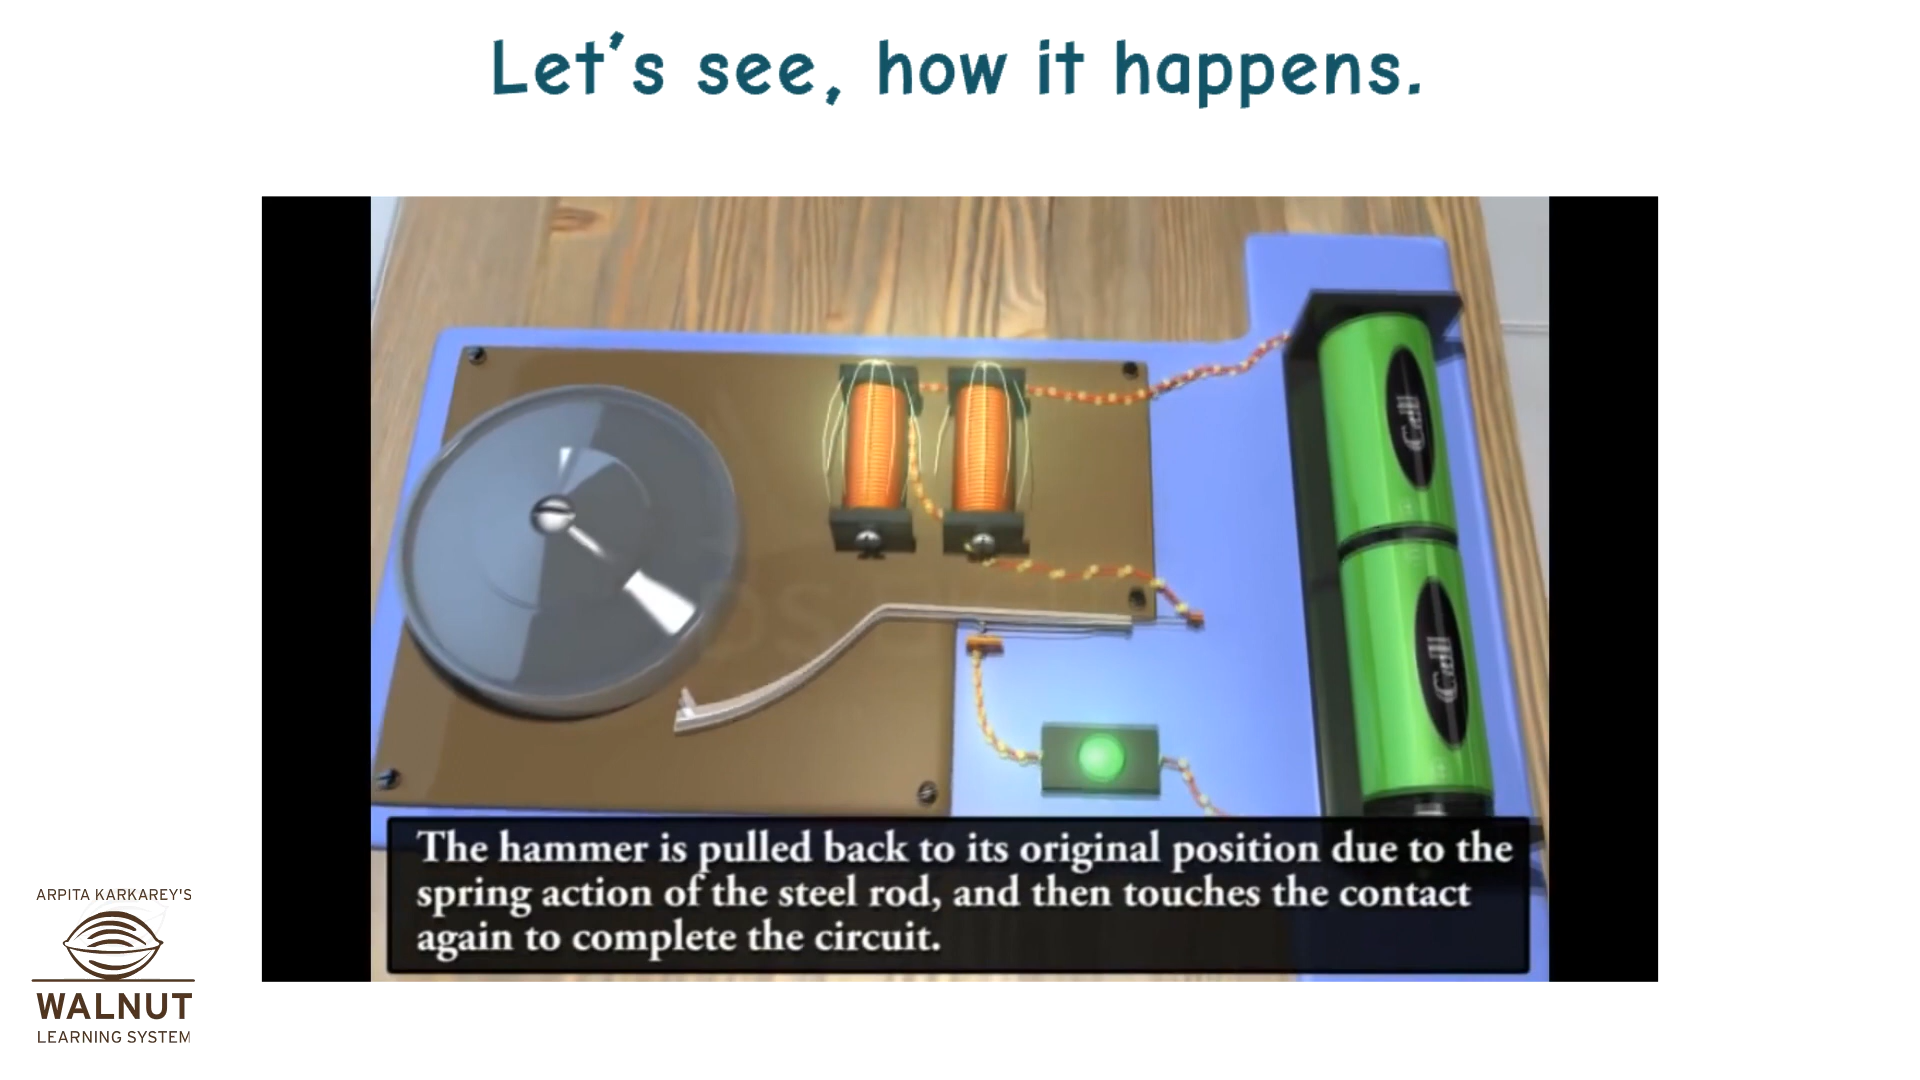 Let's see, how it happens.
Cell
Cell
The hammer is pulled back to its original position due to the
spring action of the steel rod, and then touches the contact
again to complete the circuit.
ARPITA KARKAREY'S
WALNUT
LEARNING SYSTEM